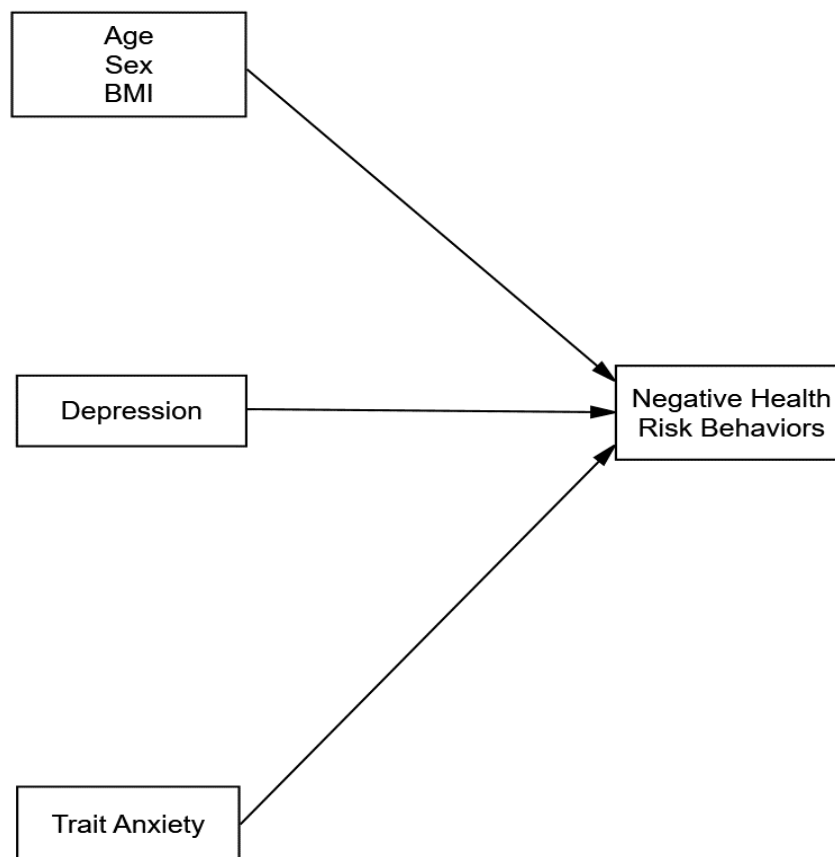 Age
Sex
BMI
Depression
Negative Health
Risk Behaviors
Trait Anxiety